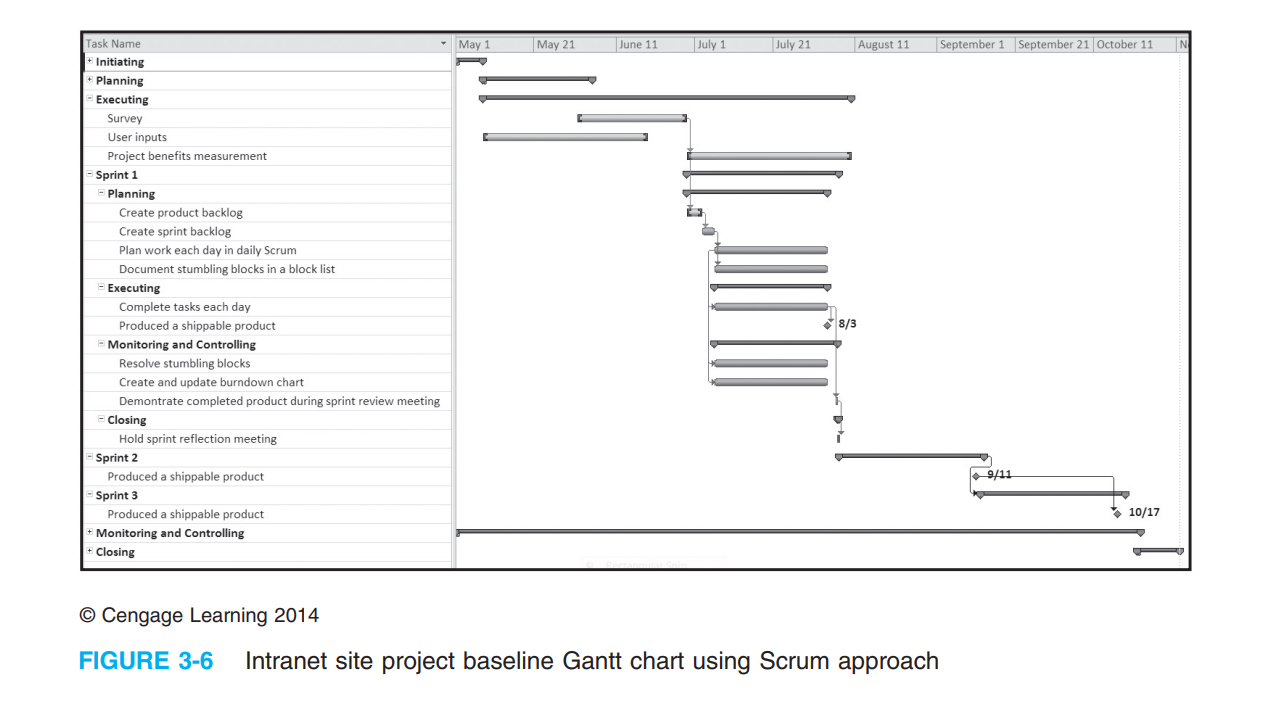 Task Name May 1 May 21 June 11 July 1 July 21 August 11 September 1 September 21 October 11
Initiating
Planning
Executing
Survey
User inputs
Project benefits measurement
Sprint 1
Planning
Create product backlog
Create sprint backlog
Plan work each day in daily Scrum
Document stumbling blocks in a block list
Executing
Complete tasks each day
Produced a shippable product 8/3
Monitoring and Controlling
Resolve stumbling blocks
Create and update burndown chart
Demontrate completed product during sprint review meeting
Closing
Hold sprint reflection meeting
Sprint 2
Produced a shippable product 9/11
Sprint 3
Produced a shippable product 10/17
Monitoring and Controlling
Closing
© Cengage Learning 2014
FIGURE 3-6 Intranet site project baseline Gantt chart using Scrum approach